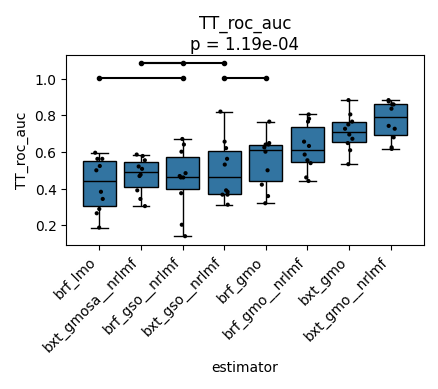 TT_roc_auc
p = 1.19e-04
TT_roc_auc
1.0
0.8
0.6
0.4
0.2
brf_lmo
bxt_gmosa__nrlmf
brf_gso__nrlmf
bxt_gso__nrlmf
brf_gmo
brf_gmo__nrlmf
bxt_gmo
bxt_gmo__nrlmf
estimator